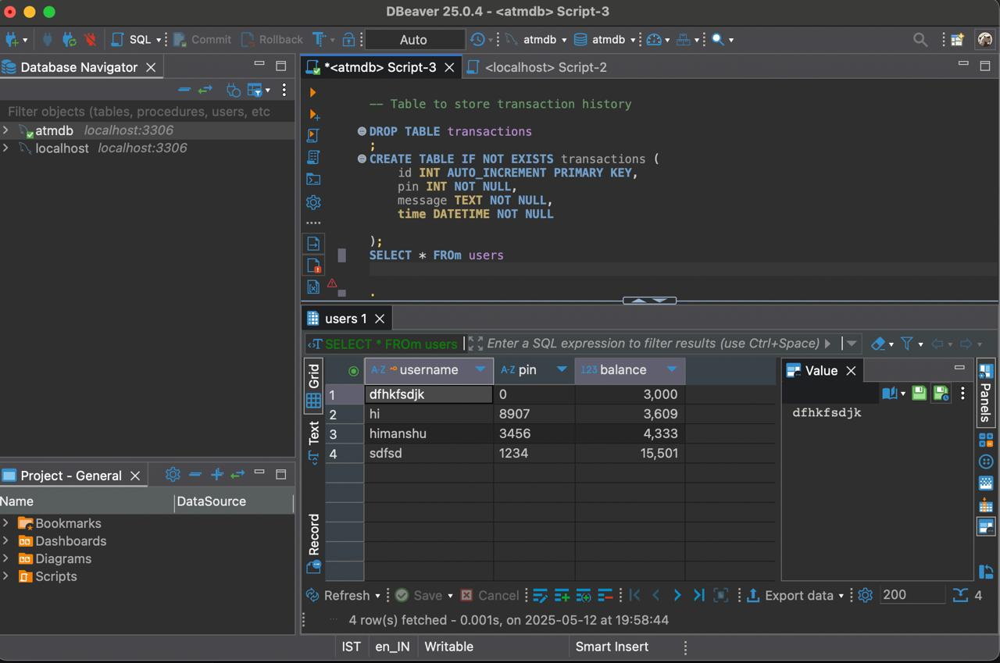 DBeaver 25.0.4 - <atmdb> Script-3
SQL Commit Rollback Auto atmdb atmdb
Database Navigator
*<atmdb> Script-3 <localhost> Script-2
Filter objects (tables, procedures, users, etc
atmdb localhost:3306
localhost localhost:3306
-- Table to store transaction history
DROP TABLE transactions
;
CREATE TABLE IF NOT EXISTS transactions (
id INT AUTO_INCREMENT PRIMARY KEY,
pin INT NOT NULL,
message TEXT NOT NULL,
time DATETIME NOT NULL
);
SELECT * FROm users
users 1
SELECT * FROm users Enter a SQL expression to filter results (use Ctrl+Space)
Grid
Text
Record
A-Z username A-Z pin 123 balance
1 dfhkfsdjk 0 3,000
2 hi 8907 3,609
3 himanshu 3456 4,333
4 sdfsd 1234 15,501
Value
dfhkfsdjk
Panels
Project - General
Name DataSource
Bookmarks
Dashboards
Diagrams
Scripts
Refresh Save Cancel Export data 200 4
4 row(s) fetched - 0.001s, on 2025-05-12 at 19:58:44
IST en_IN Writable Smart Insert